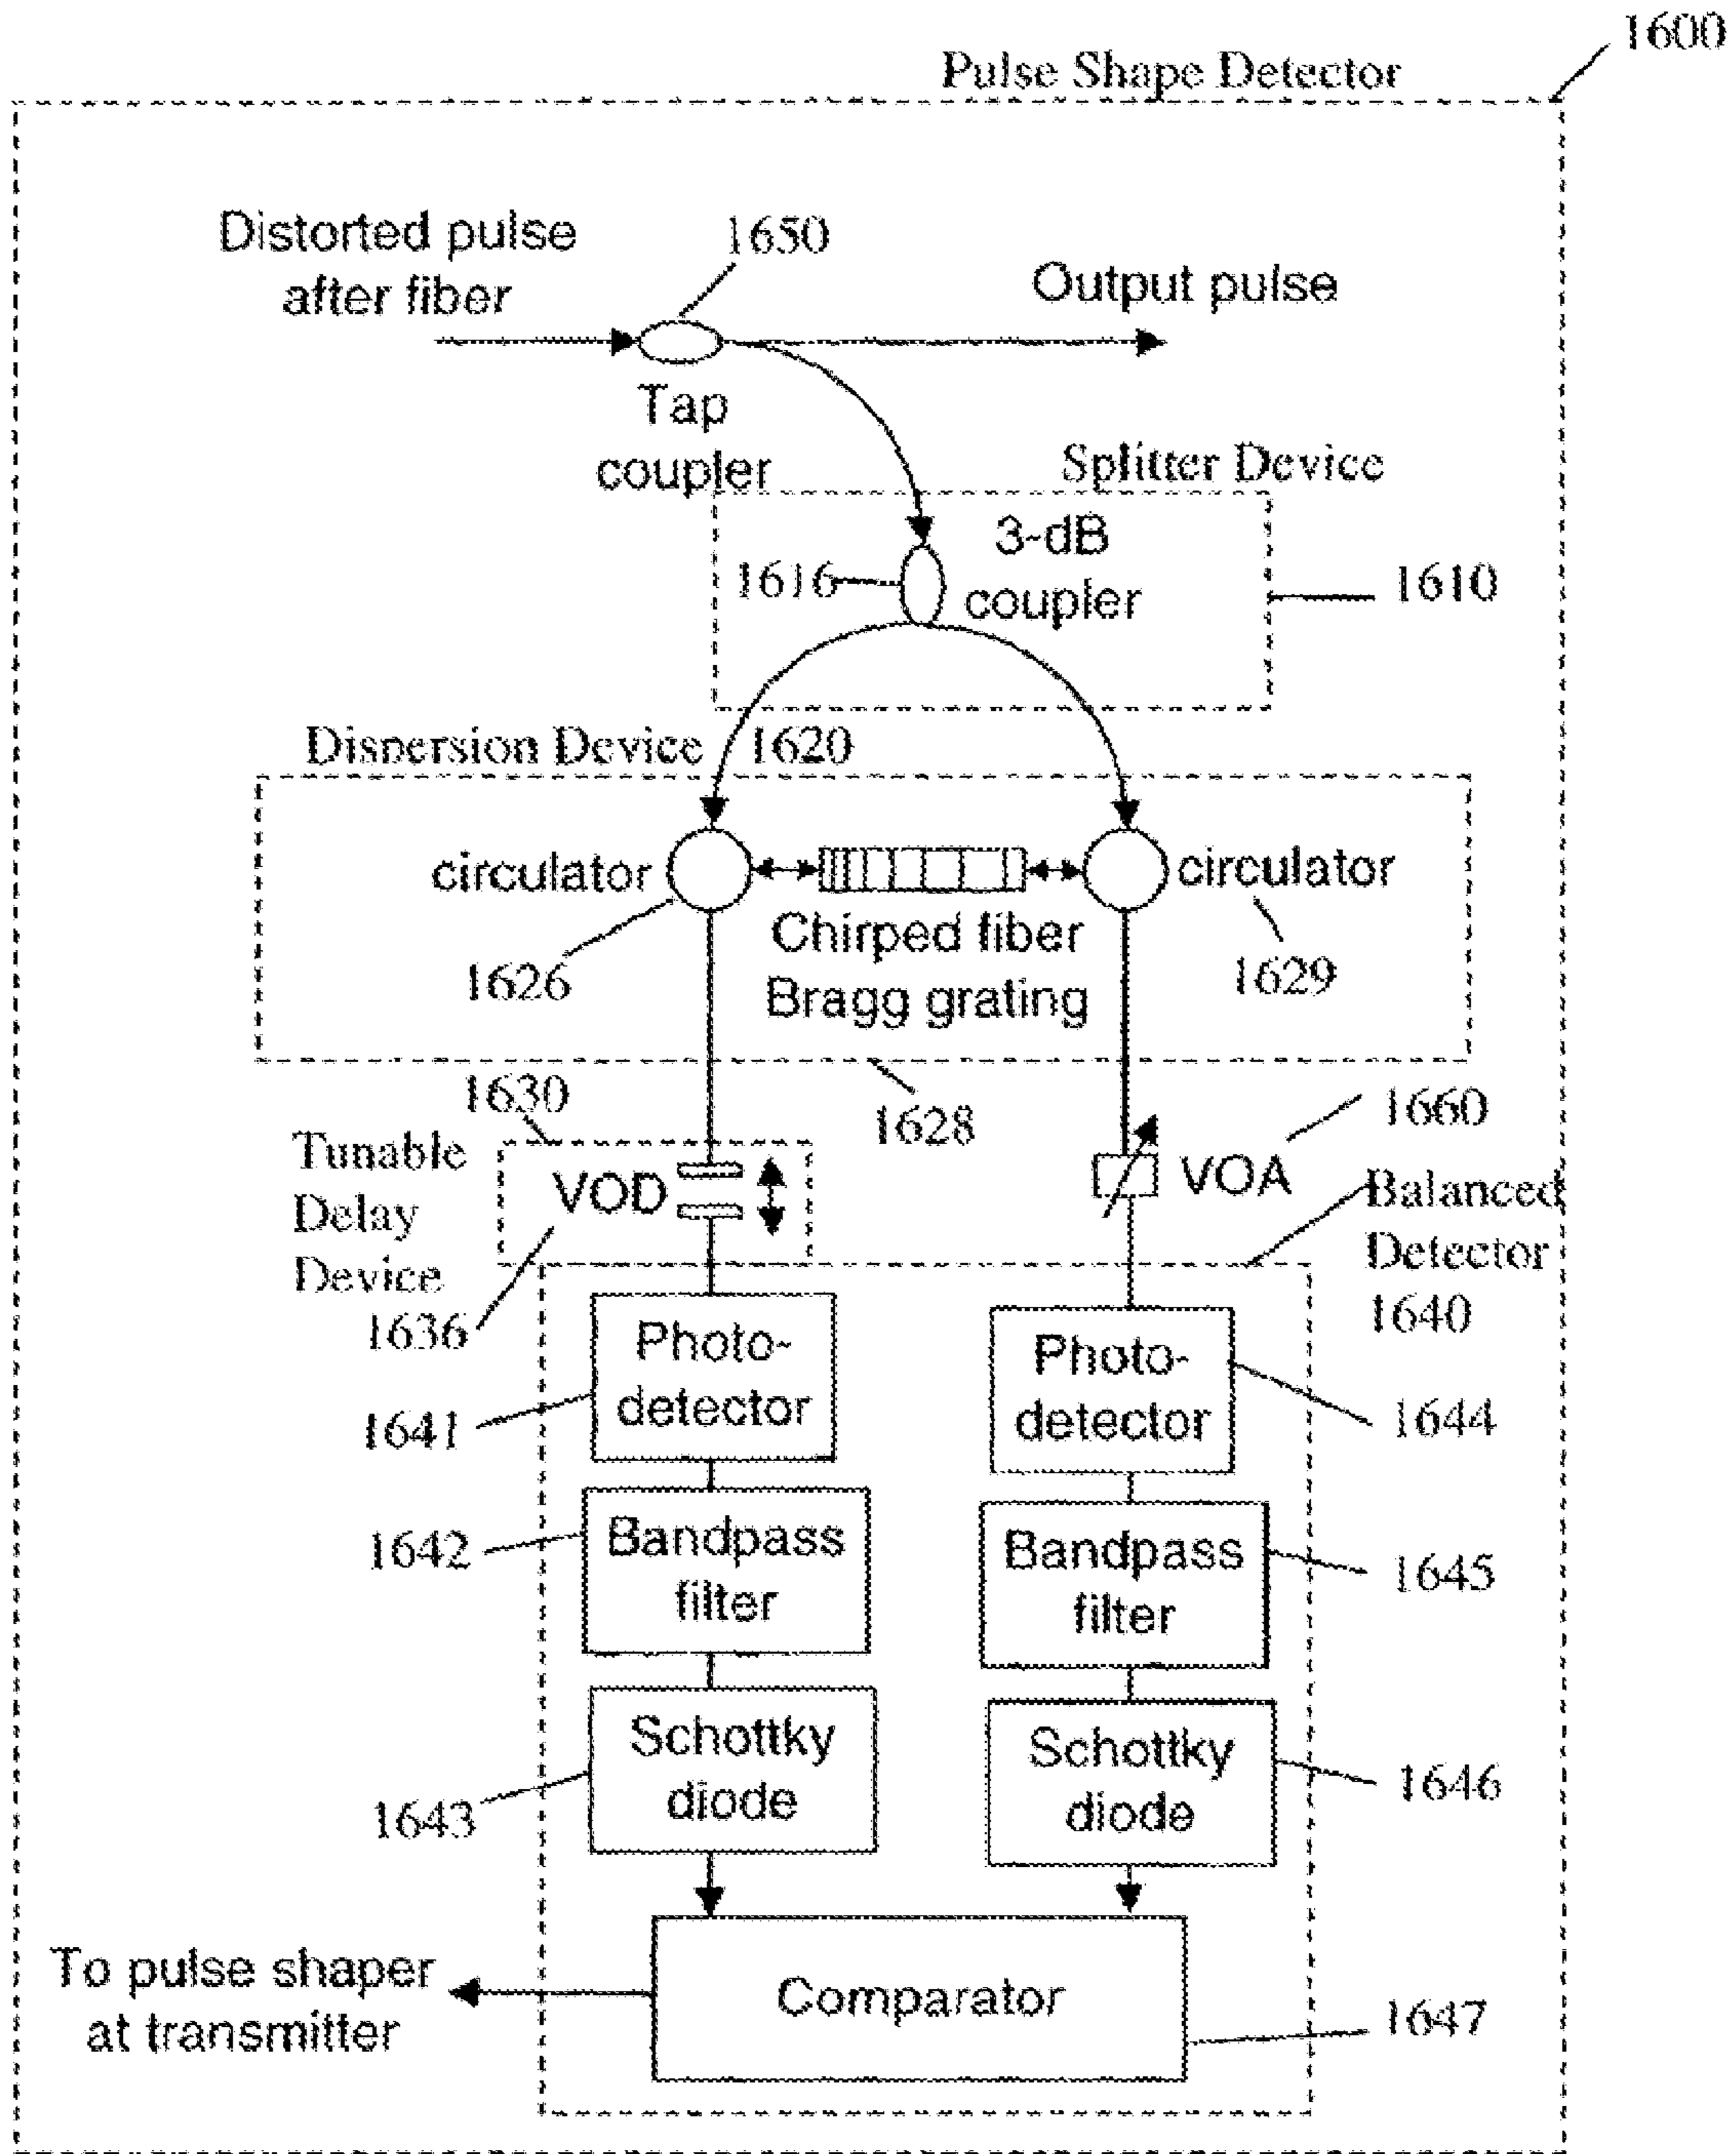 1600
Pulse Shape Detector
Distorted pulse
after fiber
1650
Output pulse
Tap
coupler
Splitter Device
3-dB
coupler
1616
1610
Dispersion Device
1620
circulator
circulator
Chirped fiber
Bragg grating
1626
1629
1630
1628
1660
Tunable
Delay
Device
VOD
VOA
Balanced
Detector
1640
1636
Photo-
detector
Photo-
detector
1641
1644
Bandpass
filter
Bandpass
filter
1642
1645
Schottky
diode
Schottky
diode
1643
1646
To pulse shaper
at transmitter
Comparator
1647